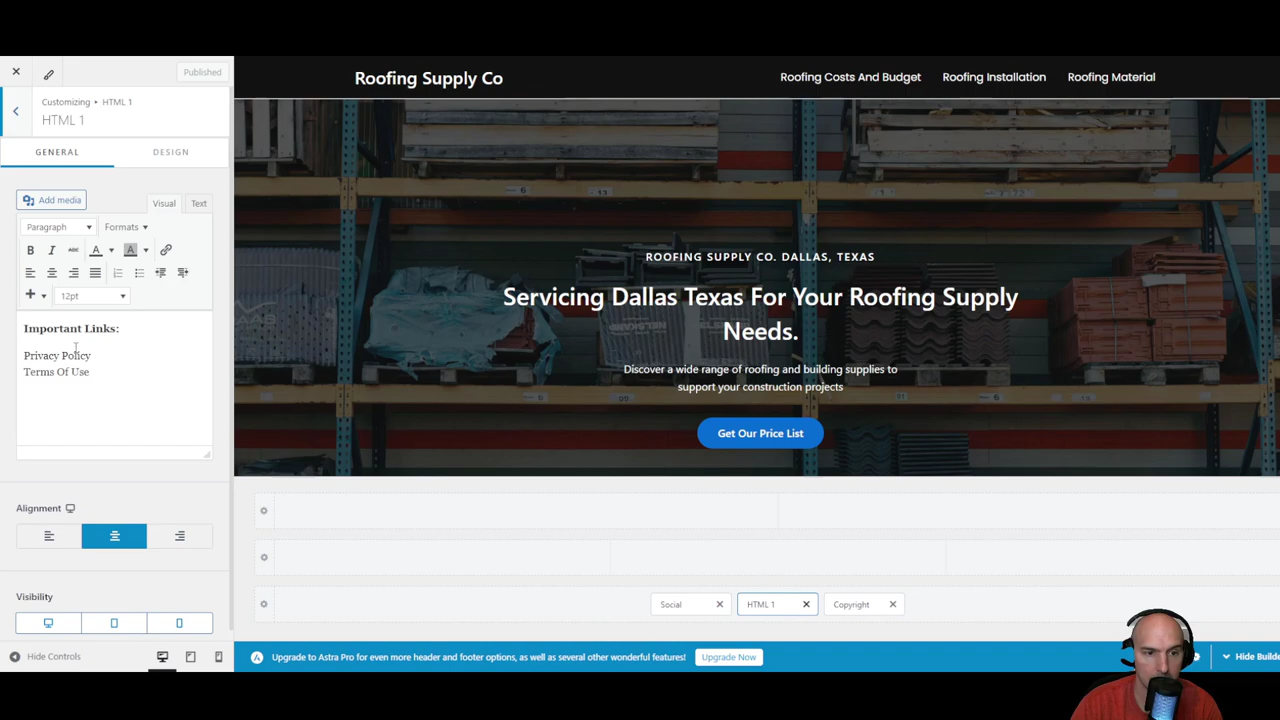 Published
Roofing Supply Co
Roofing Costs And Budget
Roofing Installation
Roofing Material
Customizing • HTML 1
HTML 1
GENERAL
DESIGN
Add media
Visual
Text
Paragraph
Formats
B
I
ABC
A
A
12pt
Important Links:
Privacy Policy
Terms Of Use
ROOFING SUPPLY CO. DALLAS, TEXAS
Servicing Dallas Texas For Your Roofing Supply
Needs.
Discover a wide range of roofing and building supplies to
support your construction projects
Get Our Price List
Alignment
Visibility
Social
HTML 1
Copyright
Hide Controls
Upgrade to Astra Pro for even more header and footer options, as well as several other wonderful features!
Upgrade Now